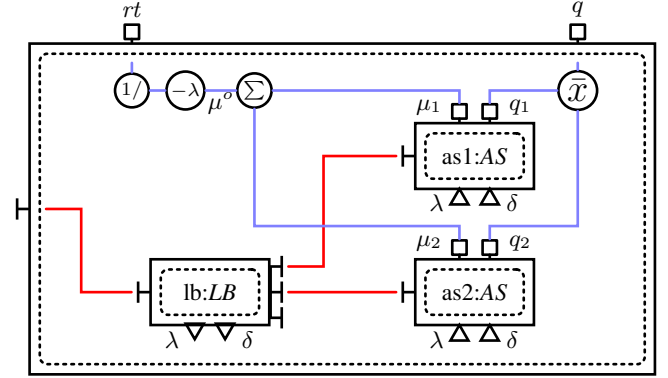 rt q
1/ −λ μ° Σ x̄
μ₁ q₁
as1:AS
λ δ
μ₂ q₂
lb:LB as2:AS
λ δ λ δ